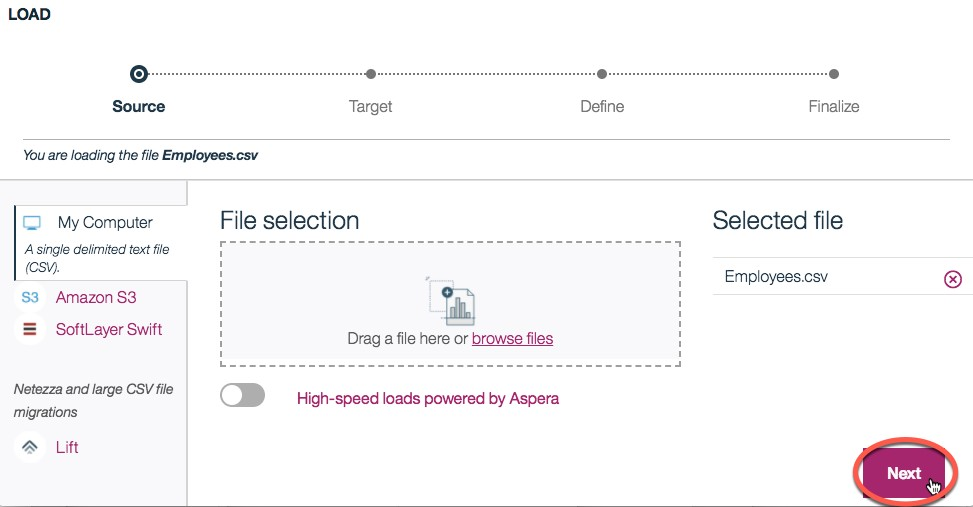 LOAD
Source
Target
Define
Finalize
You are loading the file Employees.csv
My Computer
A single delimited text file
(CSV).
S3 Amazon S3
SoftLayer Swift
Netezza and large CSV file
migrations
Lift
File selection
Drag a file here or browse files
High-speed loads powered by Aspera
Selected file
Employees.csv
Next